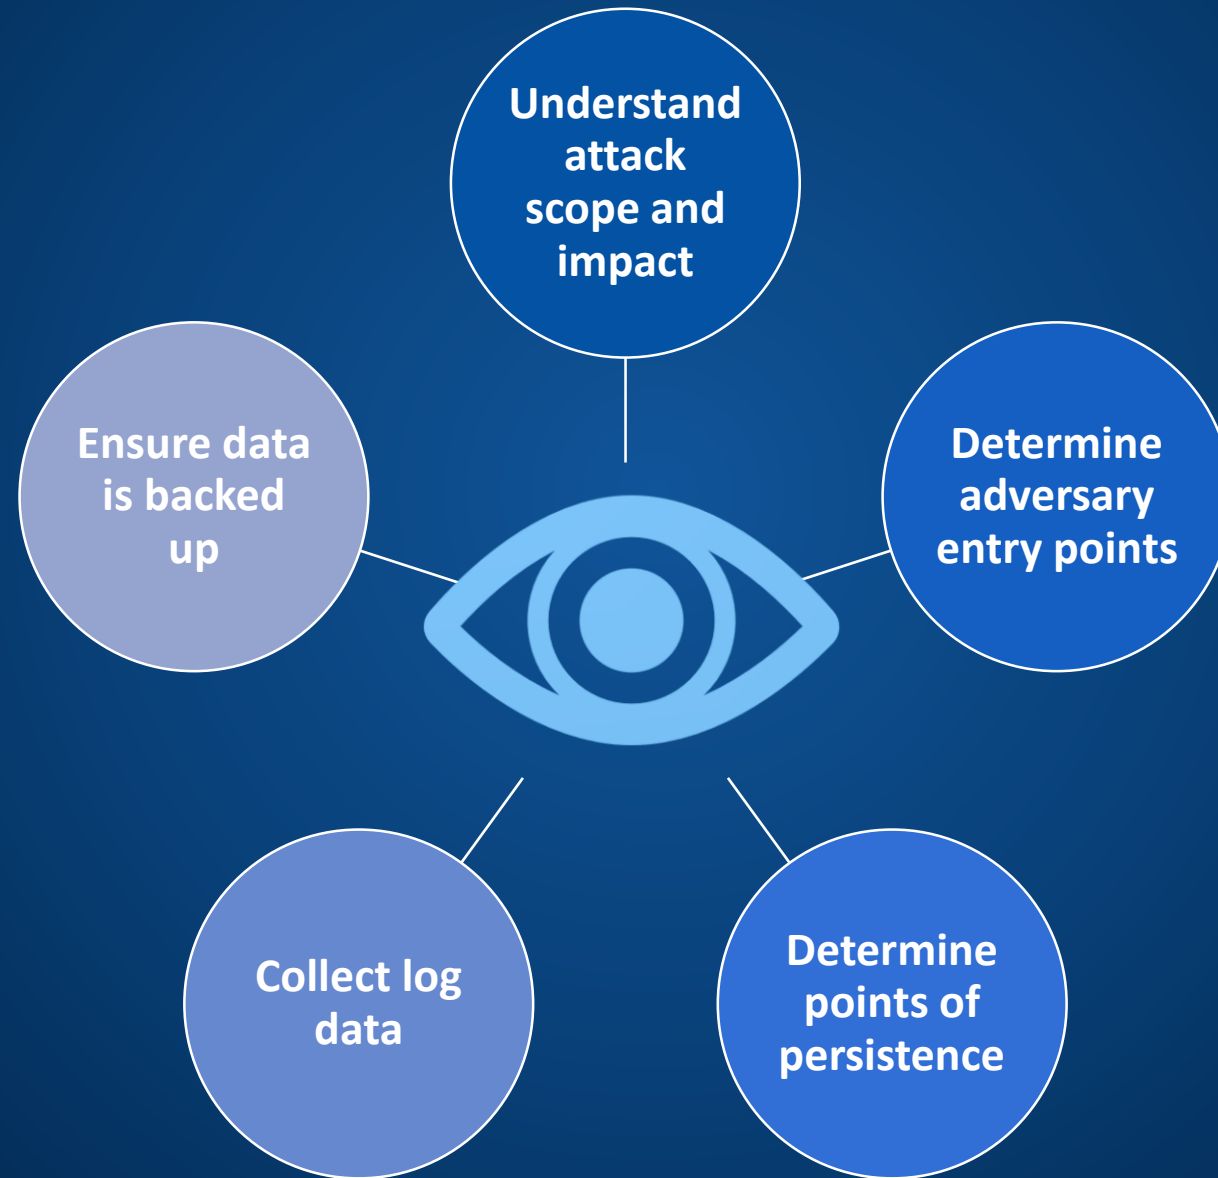 Understand
attack
scope and
impact
Determine
adversary
entry points
Determine
points of
persistence
Collect log
data
Ensure data
is backed
up